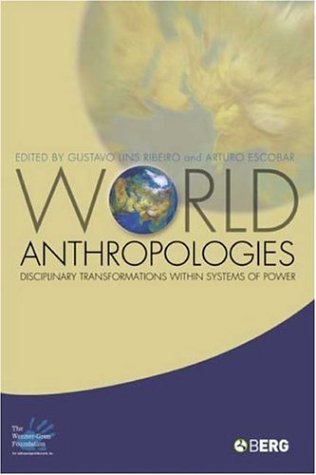 EDITED BY GUSTAVO LINS RIBEIRO and ARTURO ESCOBAR
WORLD
ANTHROPOLOGIES
DISCIPLINARY TRANSFORMATIONS WITHIN SYSTEMS OF POWER
The
Wenner-Gren
Foundation
BERG